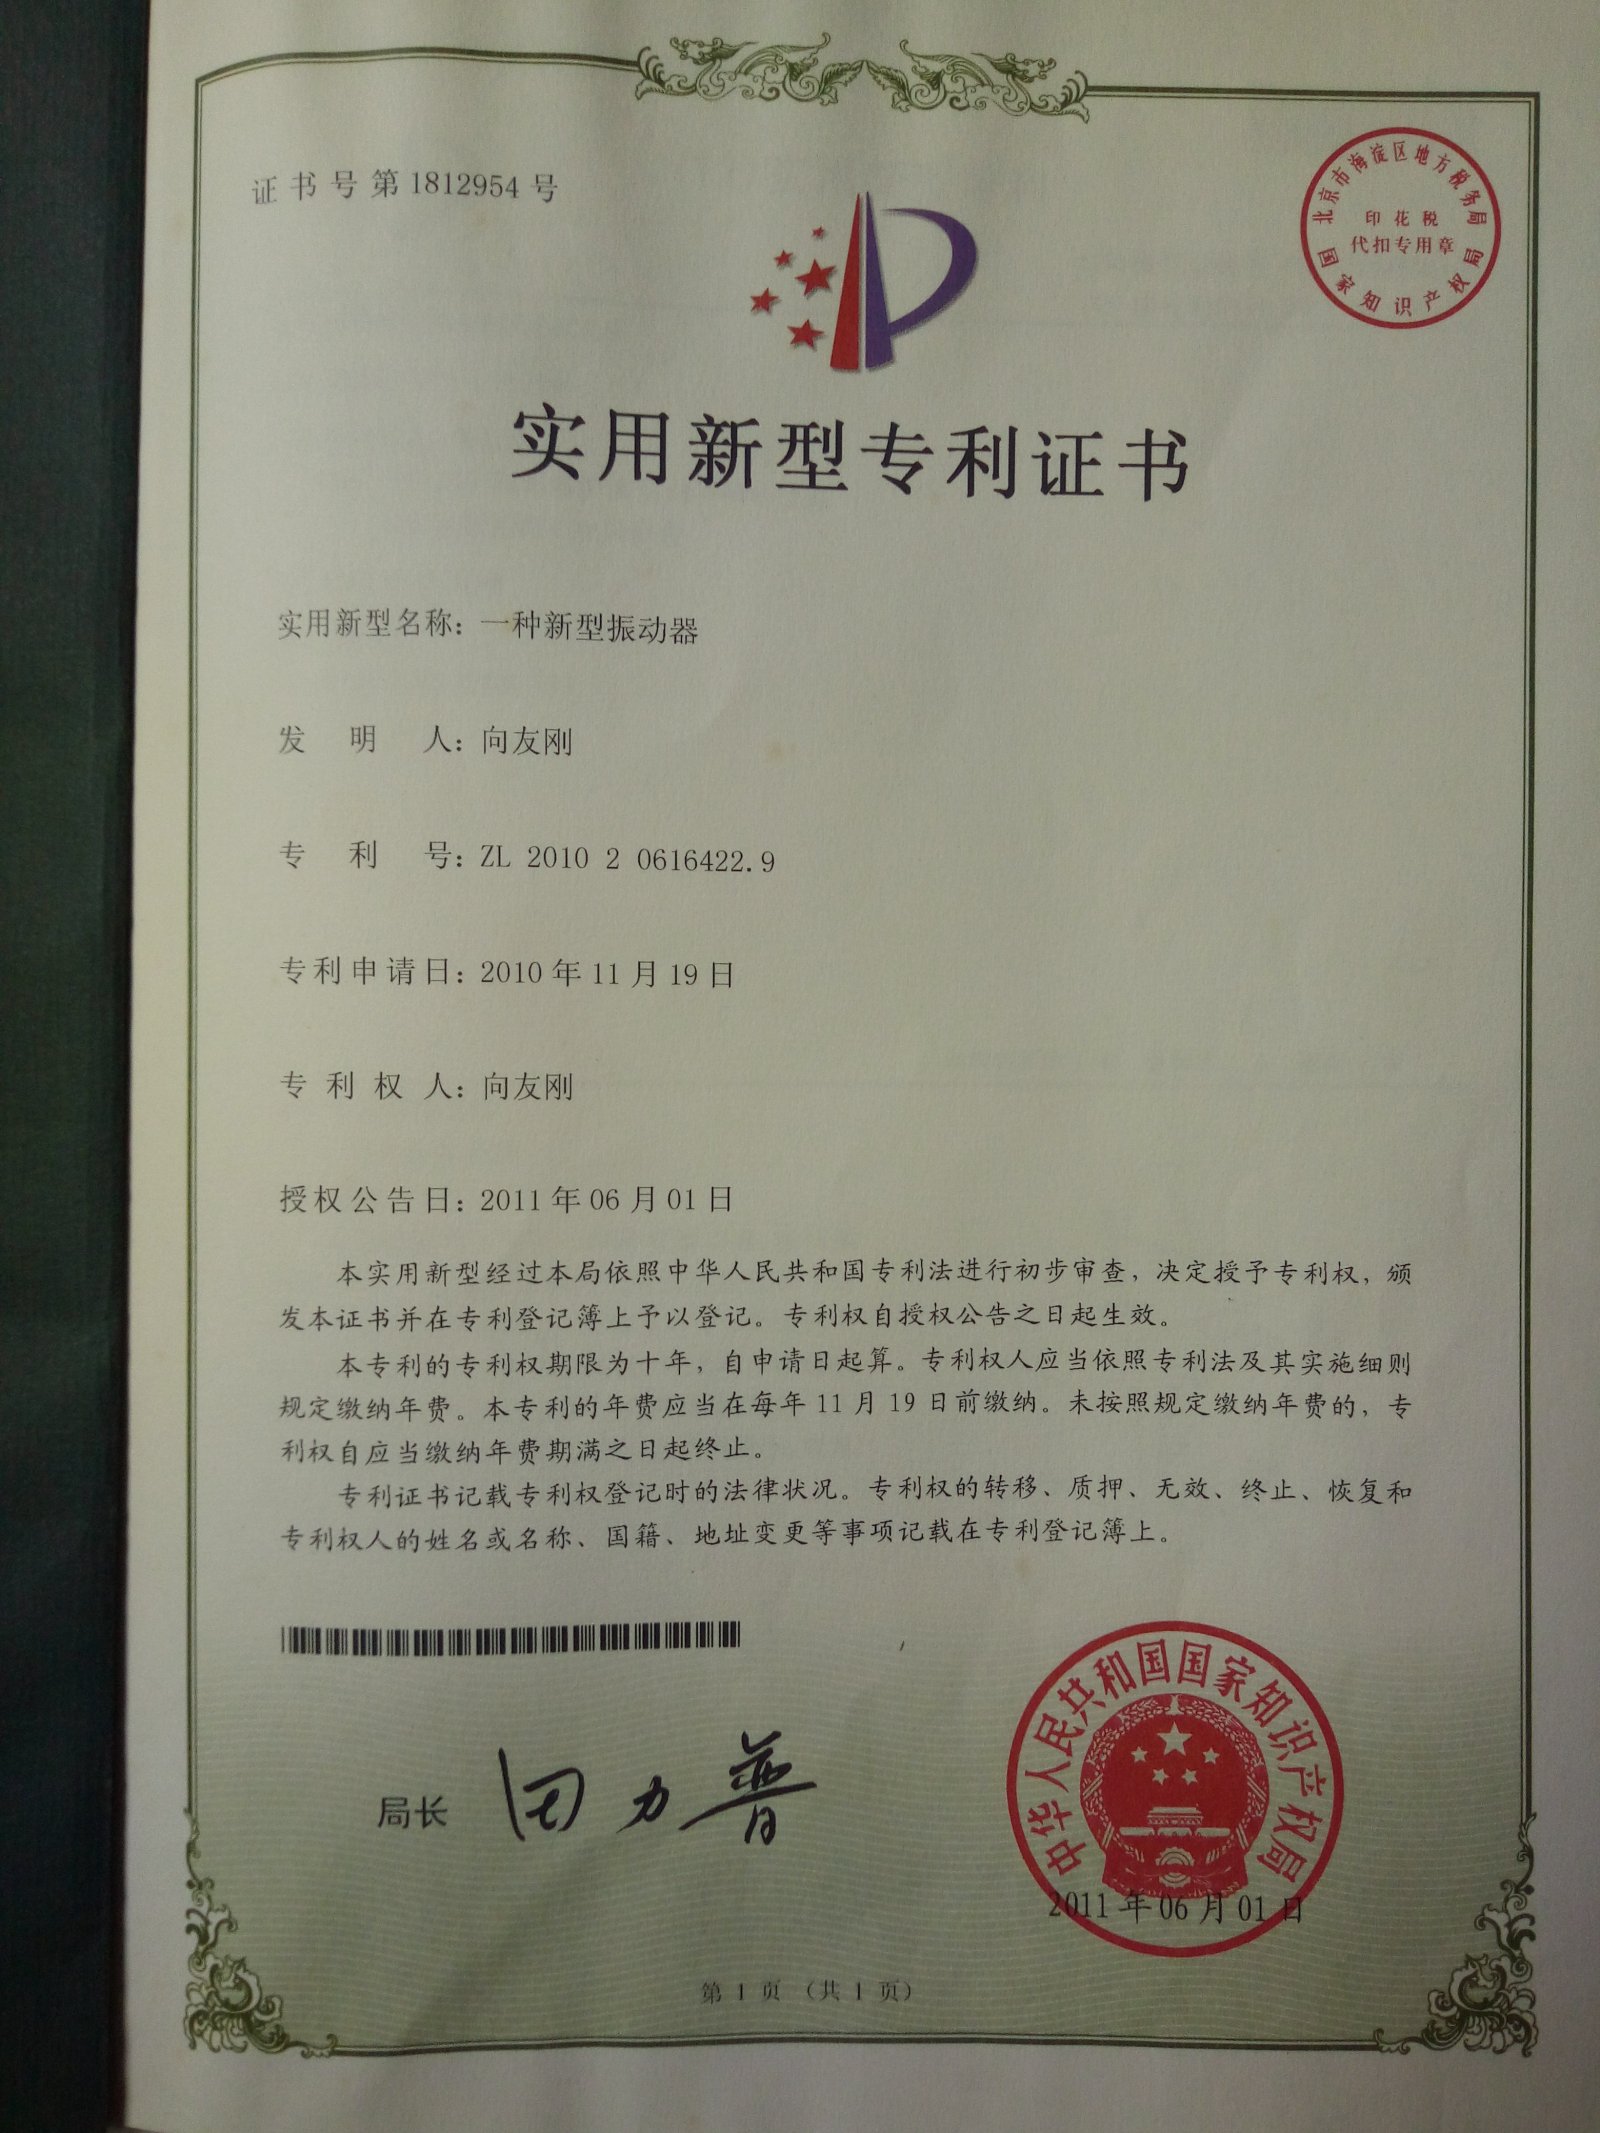 证书号第1812954号
北京市海淀区地方税务局
印花税
代扣专用章
国家知识产权局
实用新型专利证书
实用新型名称：一种新型振动器
发明人：向友刚
专利号：ZL 2010 2 0616422.9
专利申请日：2010年11月19日
专利权人：向友刚
授权公告日：2011年06月01日
本实用新型经过本局依照中华人民共和国专利法进行初步审查，决定授予专利权，颁
发本证书并在专利登记簿上予以登记。专利权自授权公告之日起生效。
本专利的专利权期限为十年，自申请日起算。专利权人应当依照专利法及其实施细则
规定缴纳年费。本专利的年费应当在每年11月19日前缴纳。未按照规定缴纳年费的，专
利权自应当缴纳年费期满之日起终止。
专利证书记载专利权登记时的法律状况。专利权的转移、质押、无效、终止、恢复和
专利权人的姓名或名称、国籍、地址变更等事项记载在专利登记簿上。
局长 田力普
中华人民共和国国家知识产权局
2011年06月01日
第1页（共1页）